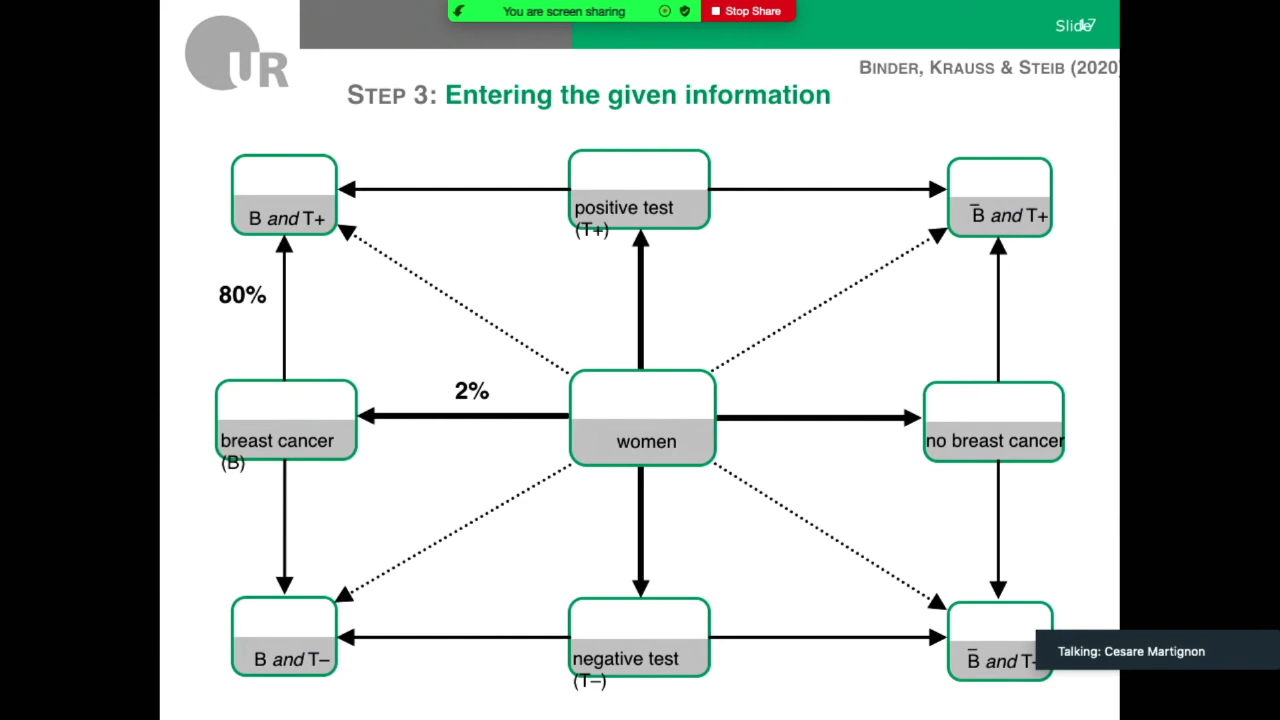 You are screen sharing
Stop Share
UR
BINDER, KRAUSS & STEIB (2020)
STEP 3: Entering the given information
B and T+
positive test
(T+)
B̅ and T+
80%
2%
breast cancer
(B)
women
no breast cancer
B and T–
negative test
(T–)
B̅ and T–
Talking: Cesare Martignon